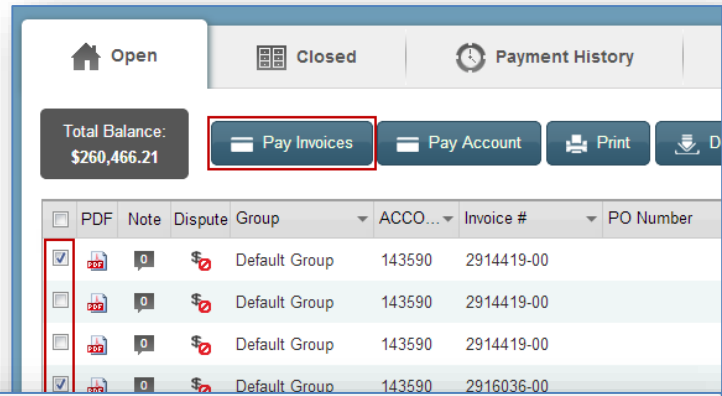 Open
Closed
Payment History
Total Balance:
$260,466.21
Pay Invoices
Pay Account
Print
D
PDF Note Dispute Group ACCO... Invoice # PO Number
PDF 0 $ Default Group 143590 2914419-00
PDF 0 $ Default Group 143590 2914419-00
PDF 0 $ Default Group 143590 2914419-00
PDF 0 $ Default Group 143590 2916036-00